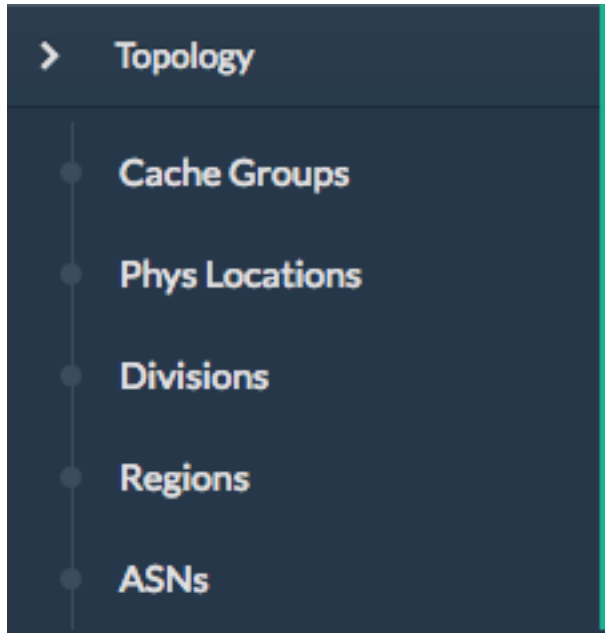 Topology
Cache Groups
Phys Locations
Divisions
Regions
ASNs